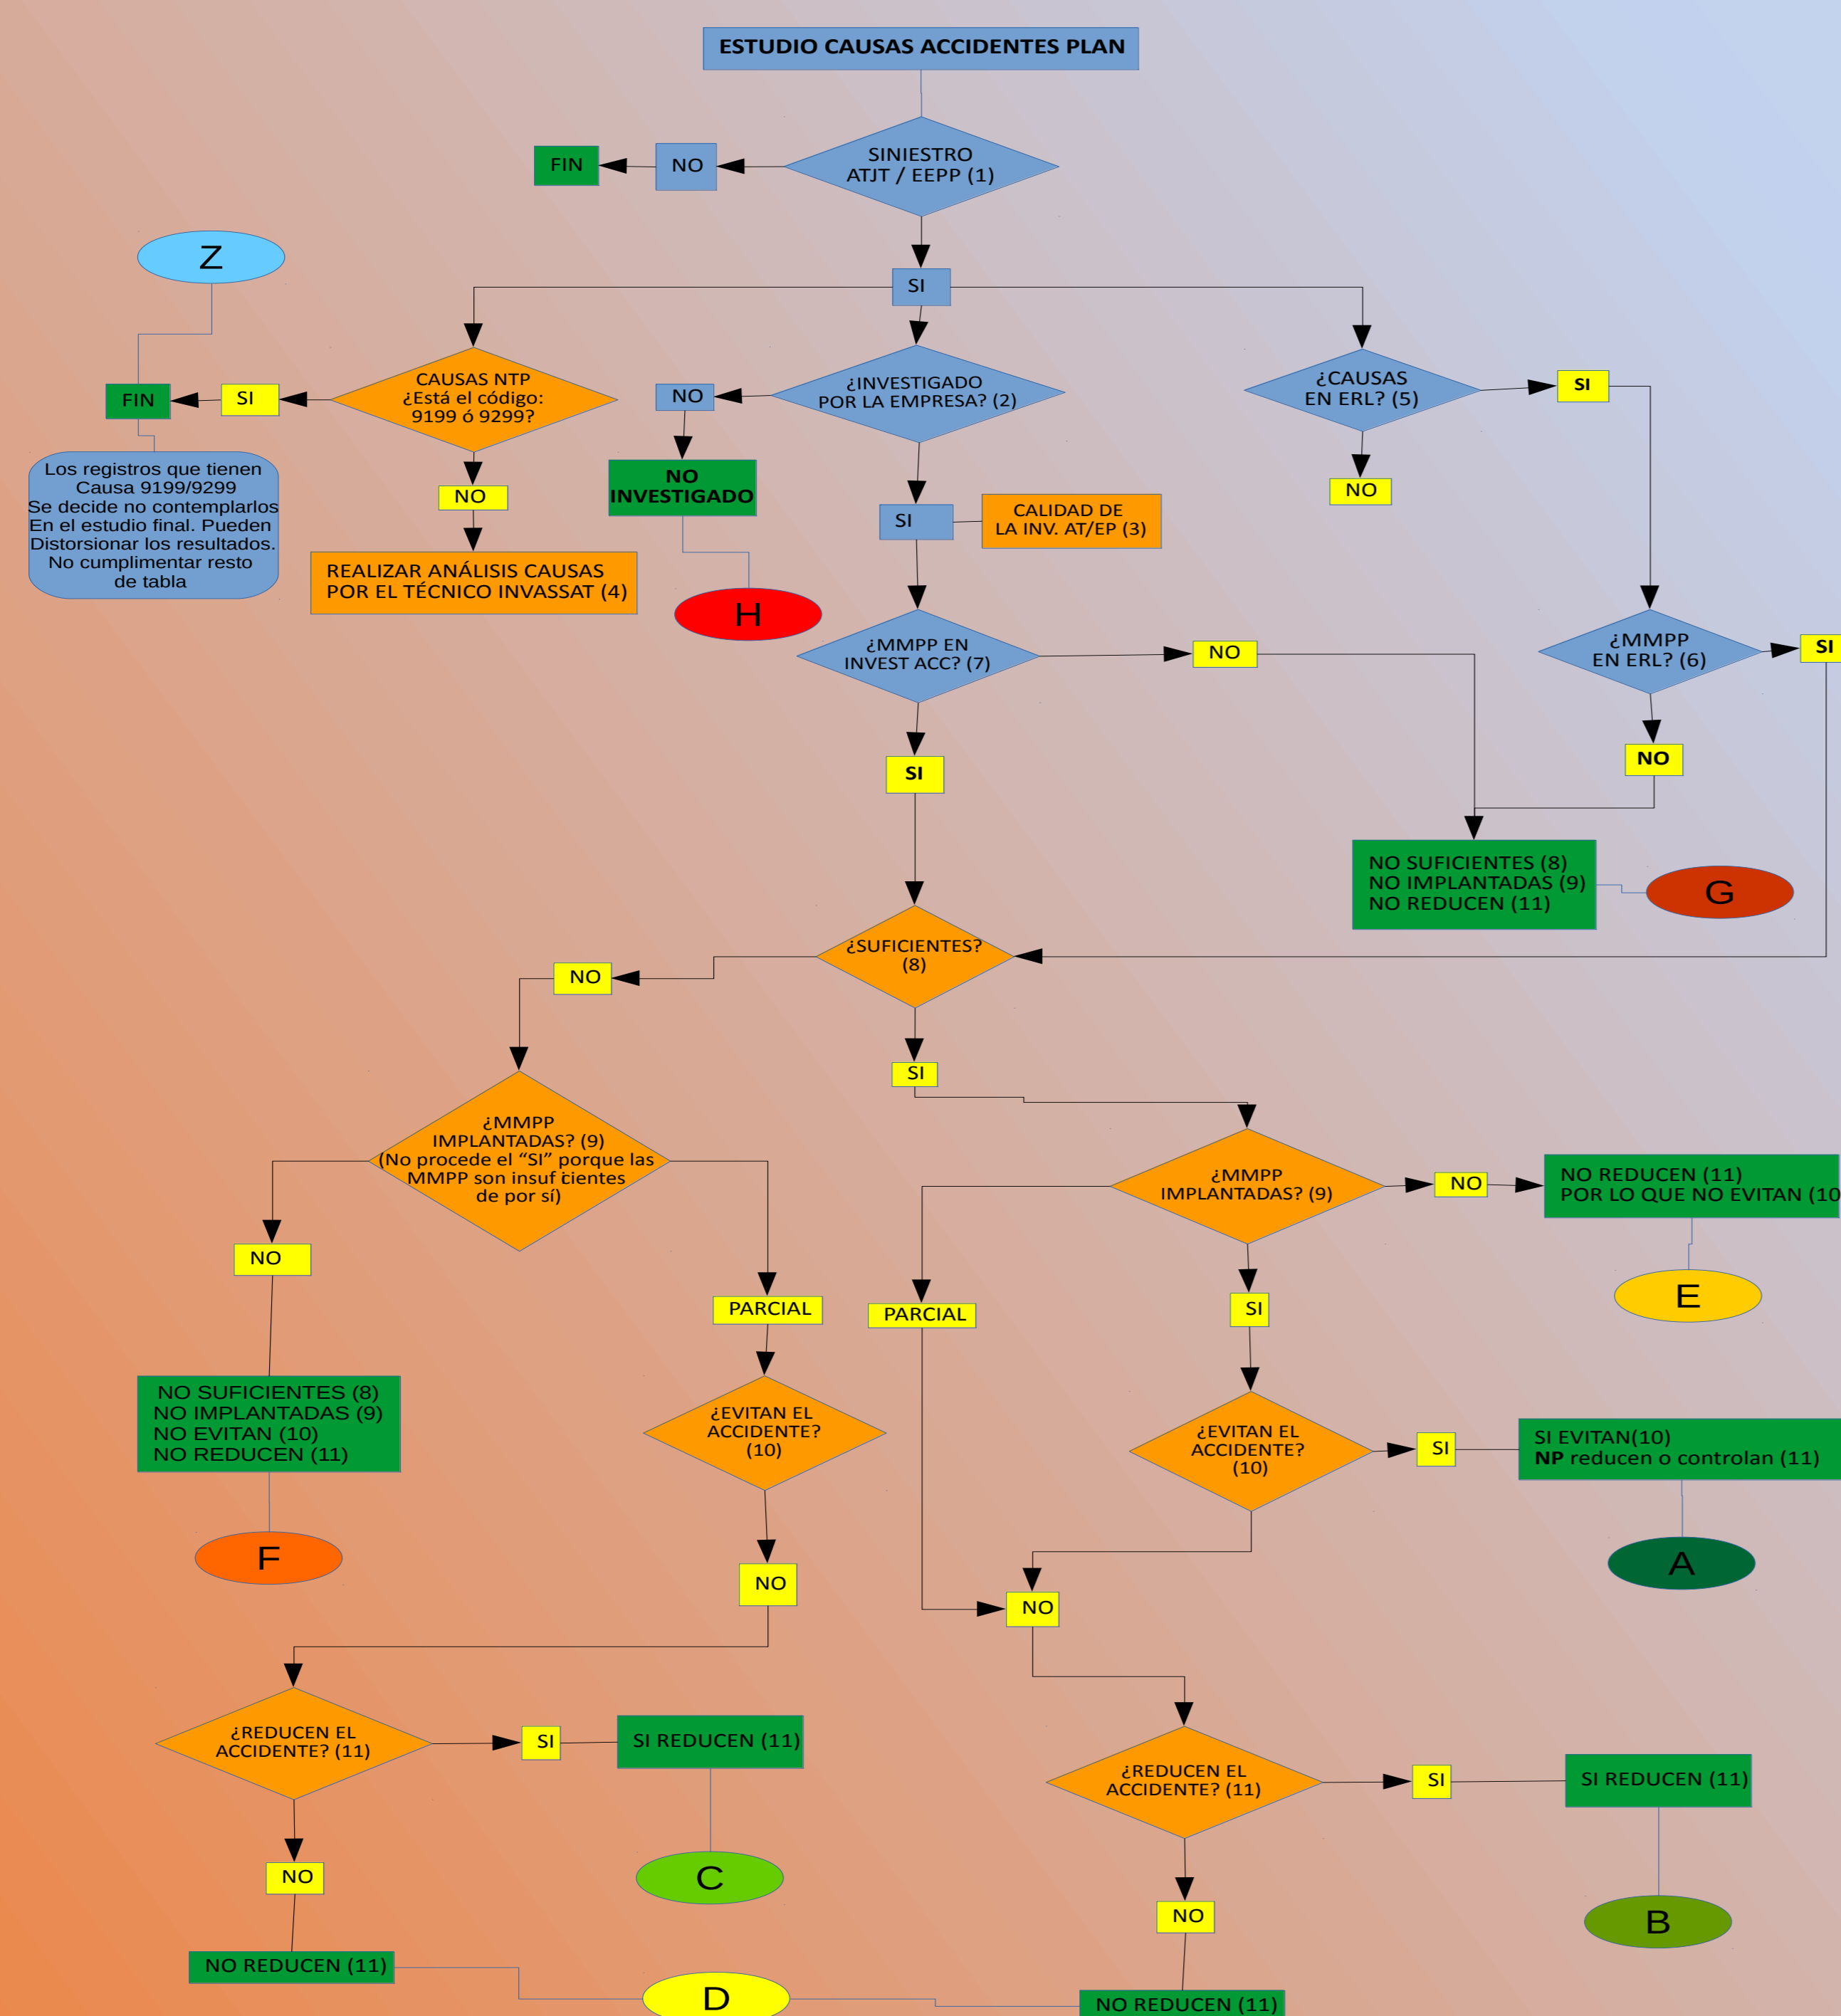 ESTUDIO CAUSAS ACCIDENTES PLAN
SINIESTRO
ATJT / EEPP (1)
NO
FIN
SI
Z
CAUSAS NTP
¿Está el código:
9199 ó 9299?
SI
FIN
Los registros que tienen
Causa 9199/9299
Se decide no contemplarlos
En el estudio final. Pueden
Distorsionar los resultados.
No cumplimentar resto
de tabla
NO
REALIZAR ANÁLISIS CAUSAS
POR EL TÉCNICO INVASSAT (4)
¿INVESTIGADO
POR LA EMPRESA? (2)
NO
NO
INVESTIGADO
H
SI
CALIDAD DE
LA INV. AT/EP (3)
¿CAUSAS
EN ERL? (5)
SI
NO
¿MMPP EN
INVEST ACC? (7)
NO
SI
¿MMPP
EN ERL? (6)
SI
NO
NO SUFICIENTES (8)
NO IMPLANTADAS (9)
NO REDUCEN (11)
G
¿SUFICIENTES?
(8)
NO
SI
¿MMPP
IMPLANTADAS? (9)
(No procede el “SI” porque las
MMPP son insuficientes
de por sí)
NO
PARCIAL
NO SUFICIENTES (8)
NO IMPLANTADAS (9)
NO EVITAN (10)
NO REDUCEN (11)
F
¿EVITAN EL
ACCIDENTE?
(10)
NO
¿REDUCEN EL
ACCIDENTE? (11)
SI
SI REDUCEN (11)
C
NO
NO REDUCEN (11)
D
¿MMPP
IMPLANTADAS? (9)
NO
NO REDUCEN (11)
POR LO QUE NO EVITAN (10
E
PARCIAL
SI
¿EVITAN EL
ACCIDENTE?
(10)
SI
SI EVITAN(10)
NP reducen o controlan (11)
A
NO
¿REDUCEN EL
ACCIDENTE? (11)
SI
SI REDUCEN (11)
B
NO
NO REDUCEN (11)